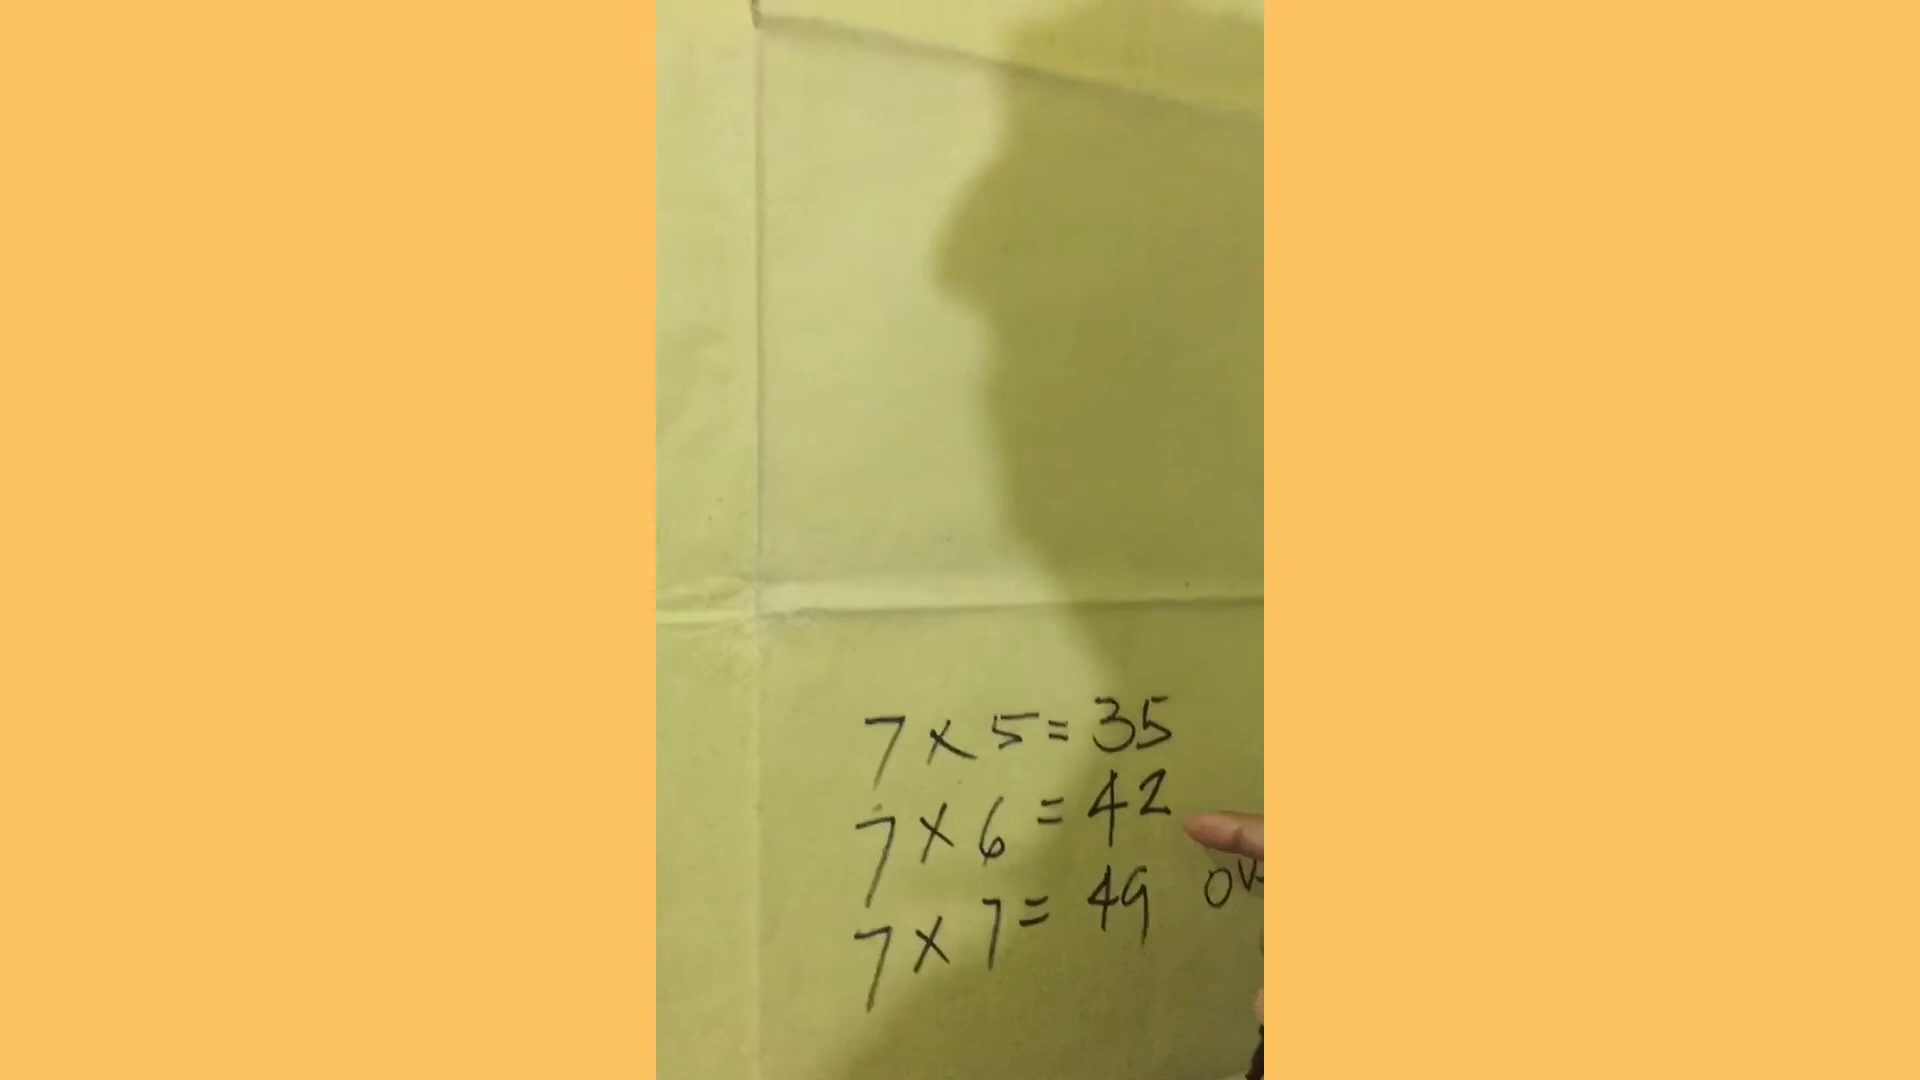 7 x 5 = 35
7 x 6 = 42
7 x 7 = 49